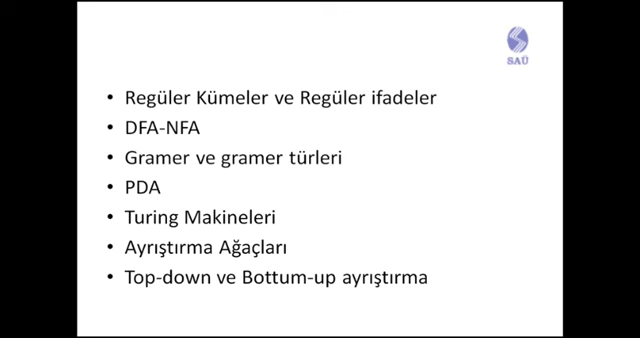 SAÜ
• Regüler Kümeler ve Regüler ifadeler
• DFA-NFA
• Gramer ve gramer türleri
• PDA
• Turing Makineleri
• Ayrıştırma Ağaçları
• Top-down ve Bottum-up ayrıştırma